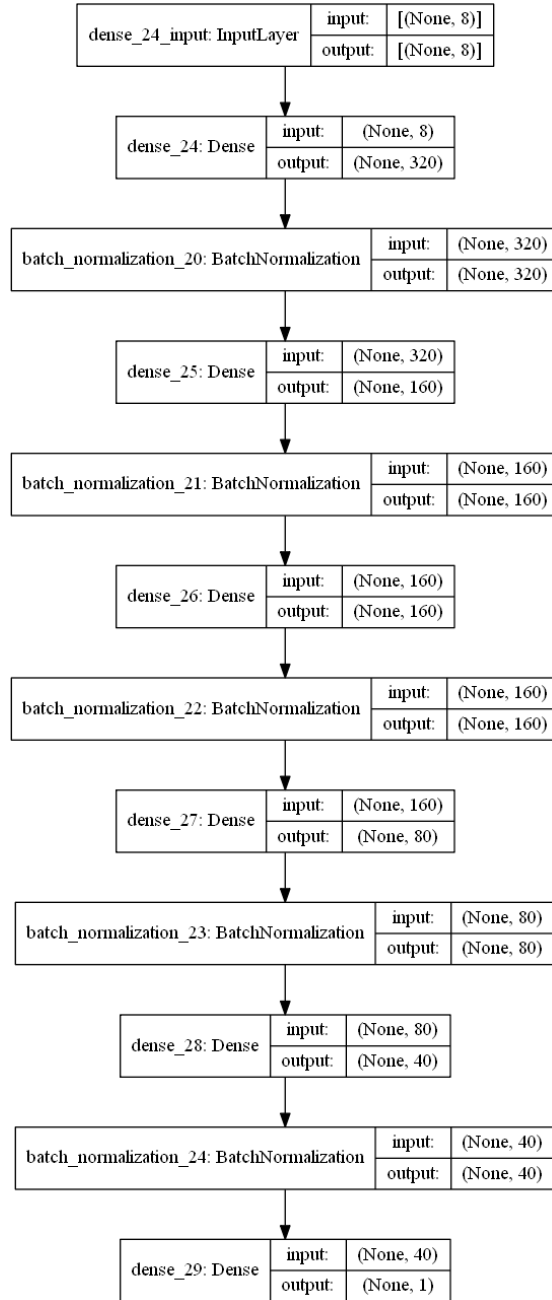 dense_24_input: InputLayer input: [(None, 8)]
output: [(None, 8)]
dense_24: Dense input: (None, 8)
output: (None, 320)
batch_normalization_20: BatchNormalization input: (None, 320)
output: (None, 320)
dense_25: Dense input: (None, 320)
output: (None, 160)
batch_normalization_21: BatchNormalization input: (None, 160)
output: (None, 160)
dense_26: Dense input: (None, 160)
output: (None, 160)
batch_normalization_22: BatchNormalization input: (None, 160)
output: (None, 160)
dense_27: Dense input: (None, 160)
output: (None, 80)
batch_normalization_23: BatchNormalization input: (None, 80)
output: (None, 80)
dense_28: Dense input: (None, 80)
output: (None, 40)
batch_normalization_24: BatchNormalization input: (None, 40)
output: (None, 40)
dense_29: Dense input: (None, 40)
output: (None, 1)